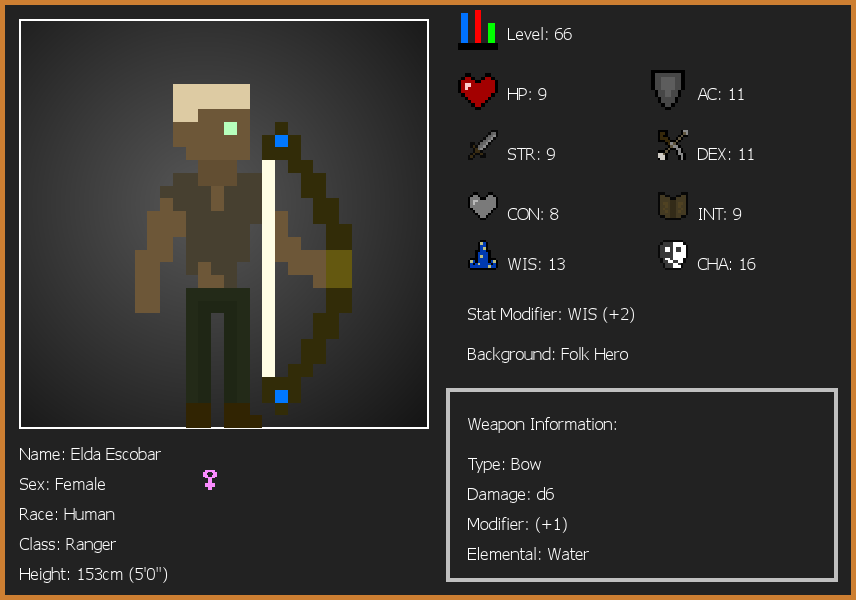 Level: 66
HP: 9
AC: 11
STR: 9
DEX: 11
CON: 8
INT: 9
WIS: 13
CHA: 16
Stat Modifier: WIS (+2)
Background: Folk Hero
Weapon Information:
Type: Bow
Damage: d6
Modifier: (+1)
Elemental: Water
Name: Elda Escobar
Sex: Female
Race: Human
Class: Ranger
Height: 153cm (5'0")